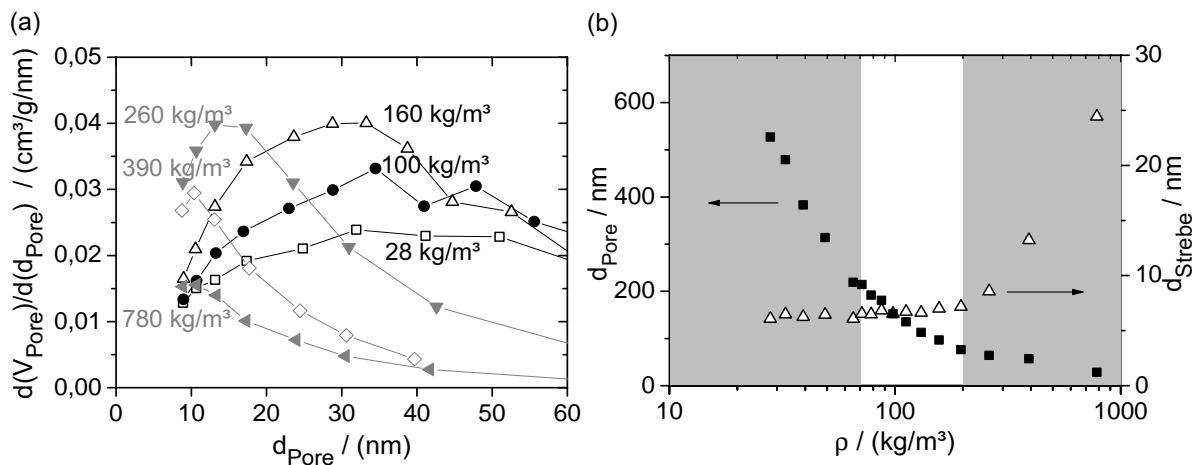 (a)
0,05
0,04
0,03
0,02
0,01
0,00
d(V_Pore)/d(d_Pore) / (cm³/g/nm)
260 kg/m³
390 kg/m³
780 kg/m³
160 kg/m³
100 kg/m³
28 kg/m³
0 10 20 30 40 50 60
d_Pore / (nm)
(b)
600
400
200
0
d_Pore / nm
30
20
10
0
d_Strebe / nm
10 100 1000
ρ / (kg/m³)